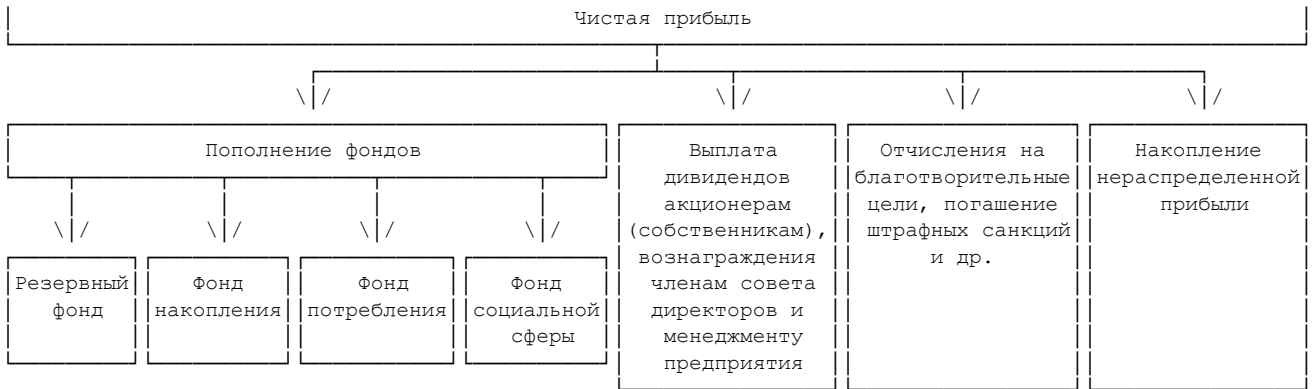 Чистая прибыль
Пополнение фондов
Резервный
фонд
Фонд
накопления
Фонд
потребления
Фонд
социальной
сферы
Выплата
дивидендов
акционерам
(собственникам),
вознаграждения
членам совета
директоров и
менеджменту
предприятия
Отчисления на
благотворительные
цели, погашение
штрафных санкций
и др.
Накопление
нераспределенной
прибыли